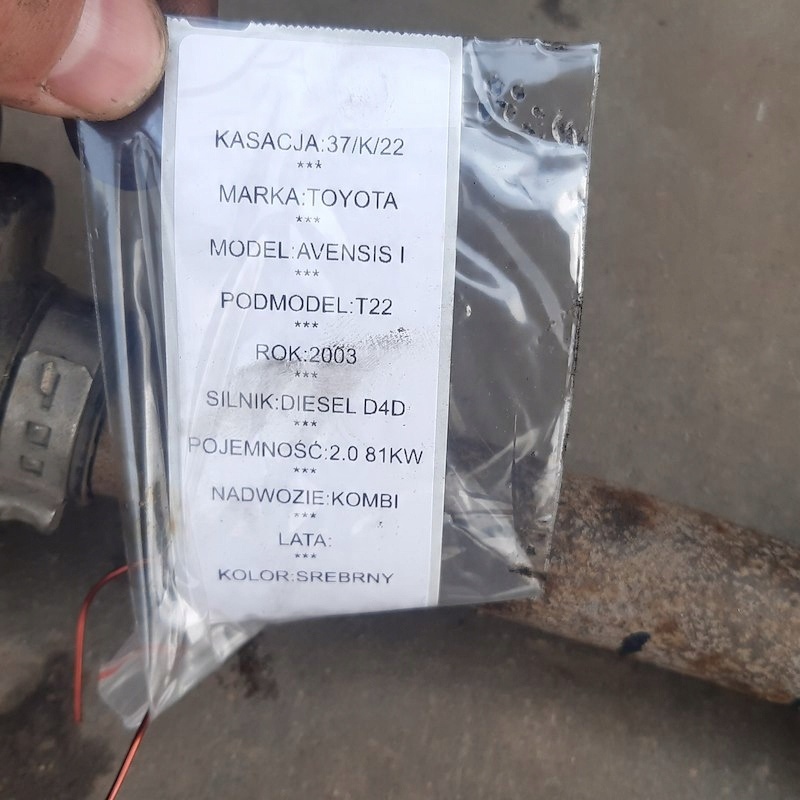 KASACJA:37/K/22
***
MARKA:TOYOTA
***
MODEL:AVENSIS I
***
PODMODEL:T22
***
ROK:2003
***
SILNIK:DIESEL D4D
***
POJEMNOŚĆ:2.0 81KW
***
NADWOZIE:KOMBI
***
LATA:
***
KOLOR:SREBRNY